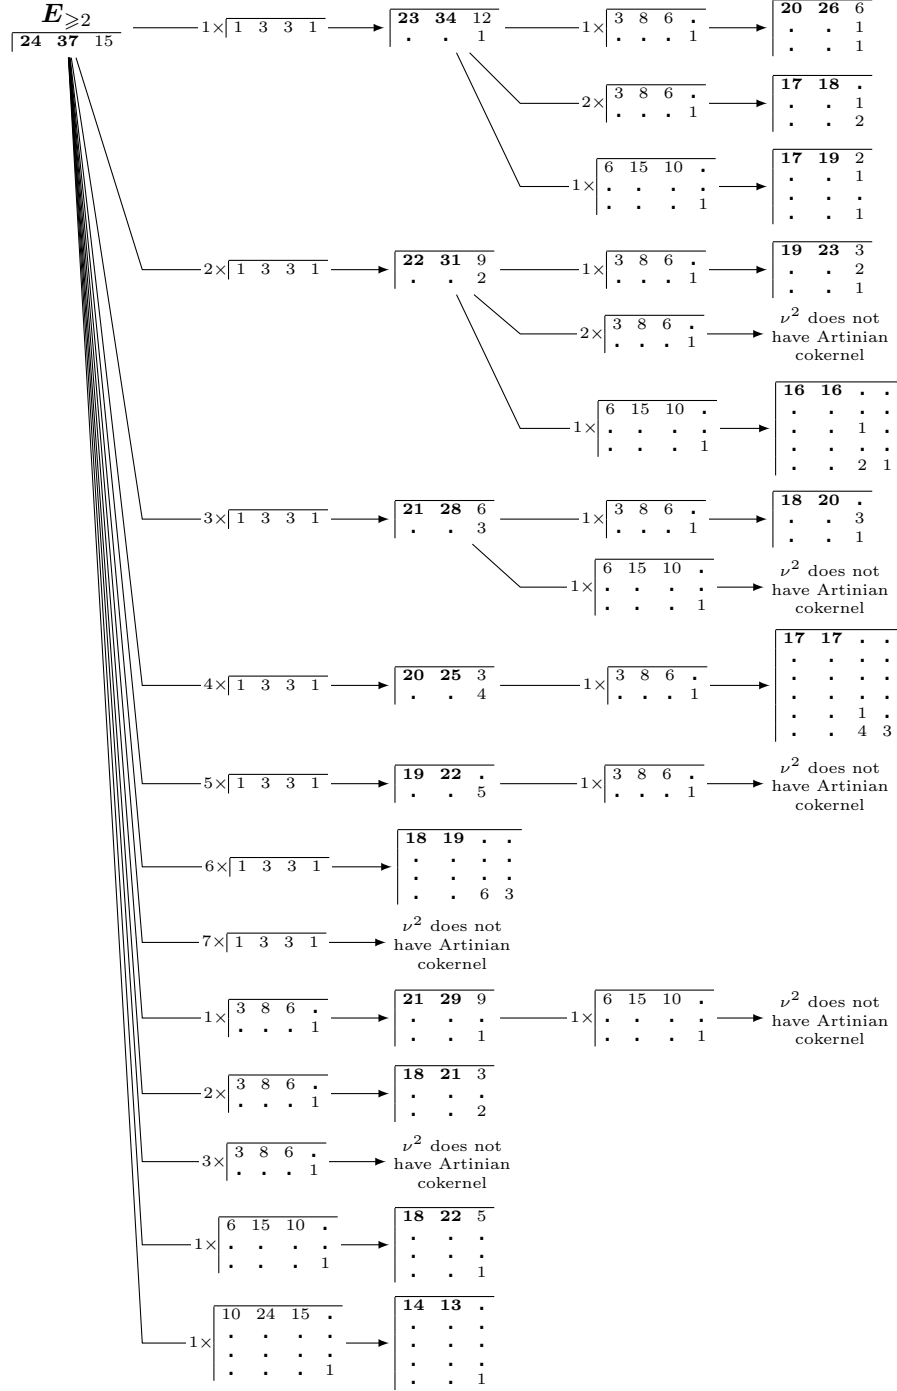 E⩾2
24 37 15
1× 1 3 3 1
23 34 12
. . 1
1× 3 8 6 .
. . . 1
20 26 6
. . 1
. . 1
2× 3 8 6 .
. . . 1
17 18 .
. . 1
. . 2
1× 6 15 10 .
. . . .
. . . 1
17 19 2
. . 1
. . .
. . 1
2× 1 3 3 1
22 31 9
. . 2
1× 3 8 6 .
. . . 1
19 23 3
. . 2
. . 1
2× 3 8 6 .
. . . 1
ν² does not
have Artinian
cokernel
1× 6 15 10 .
. . . .
. . . 1
16 16 . .
. . . .
. . 1 .
. . . .
. . 2 1
3× 1 3 3 1
21 28 6
. . 3
1× 3 8 6 .
. . . 1
18 20 .
. . 3
. . 1
1× 6 15 10 .
. . . .
. . . 1
ν² does not
have Artinian
cokernel
4× 1 3 3 1
20 25 3
. . 4
1× 3 8 6 .
. . . 1
17 17 . .
. . . .
. . . .
. . . .
. . 1 .
. . 4 3
5× 1 3 3 1
19 22 .
. . 5
1× 3 8 6 .
. . . 1
ν² does not
have Artinian
cokernel
6× 1 3 3 1
18 19 . .
. . . .
. . . .
. . 6 3
7× 1 3 3 1
ν² does not
have Artinian
cokernel
1× 3 8 6 .
. . . 1
21 29 9
. . .
. . 1
1× 6 15 10 .
. . . .
. . . 1
ν² does not
have Artinian
cokernel
2× 3 8 6 .
. . . 1
18 21 3
. . .
. . 2
3× 3 8 6 .
. . . 1
ν² does not
have Artinian
cokernel
1× 6 15 10 .
. . . .
. . . 1
18 22 5
. . .
. . .
. . 1
1× 10 24 15 .
. . . .
. . . .
. . . 1
14 13 .
. . .
. . .
. . .
. . 1